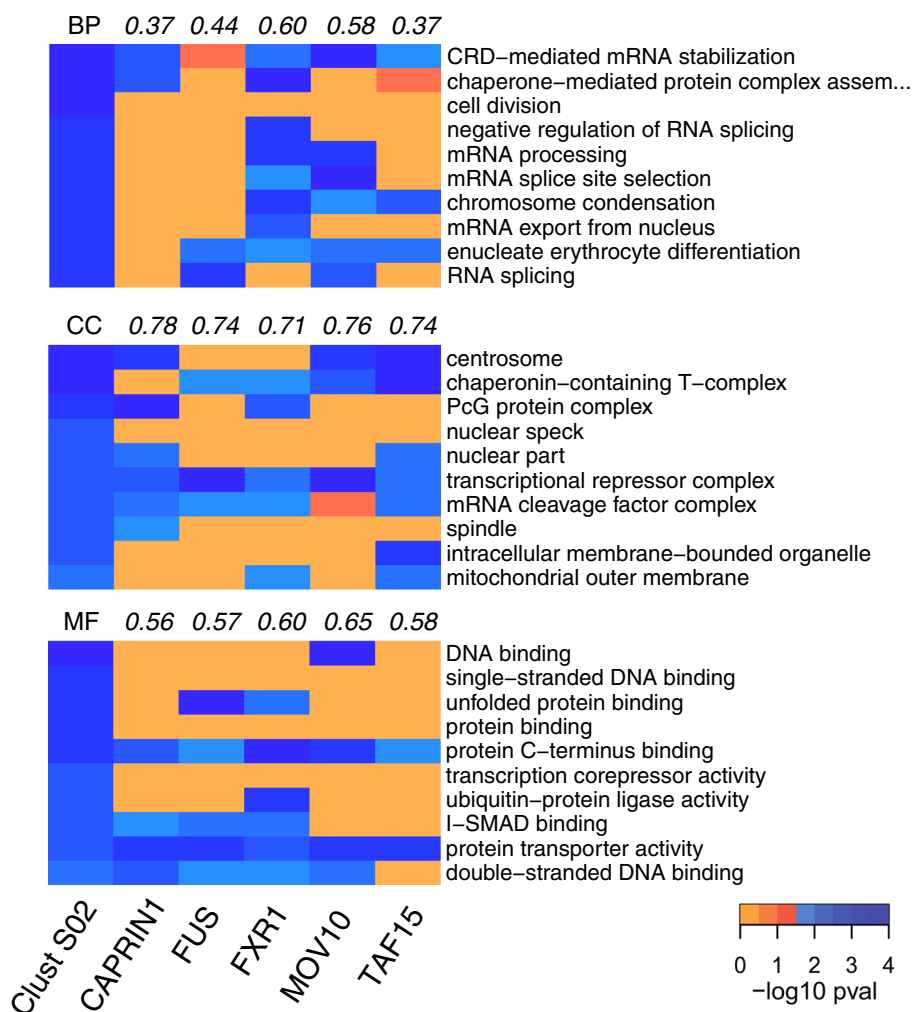 BP 0.37 0.44 0.60 0.58 0.37
CRD−mediated mRNA stabilization
chaperone−mediated protein complex assem...
cell division
negative regulation of RNA splicing
mRNA processing
mRNA splice site selection
chromosome condensation
mRNA export from nucleus
enucleate erythrocyte differentiation
RNA splicing
CC 0.78 0.74 0.71 0.76 0.74
centrosome
chaperonin−containing T−complex
PcG protein complex
nuclear speck
nuclear part
transcriptional repressor complex
mRNA cleavage factor complex
spindle
intracellular membrane−bounded organelle
mitochondrial outer membrane
MF 0.56 0.57 0.60 0.65 0.58
DNA binding
single−stranded DNA binding
unfolded protein binding
protein binding
protein C−terminus binding
transcription corepressor activity
ubiquitin−protein ligase activity
I−SMAD binding
protein transporter activity
double−stranded DNA binding
Clust S02 CAPRIN1 FUS FXR1 MOV10 TAF15
0 1 2 3 4
−log10 pval